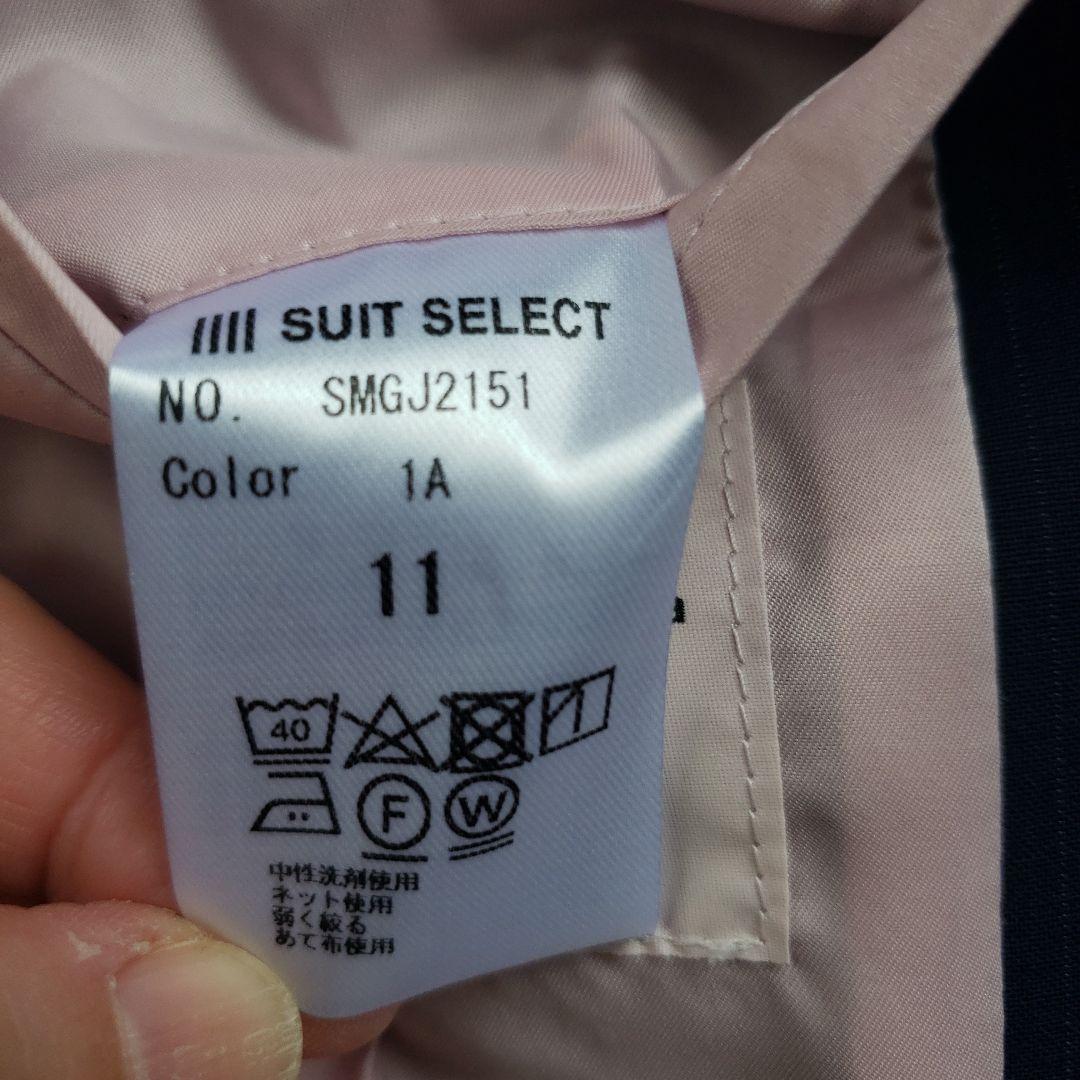 SUIT SELECT
NO. SMGJ2151
Color 1A
11
40
F W
中性洗剤使用
ネット使用
弱く絞る
あて布使用